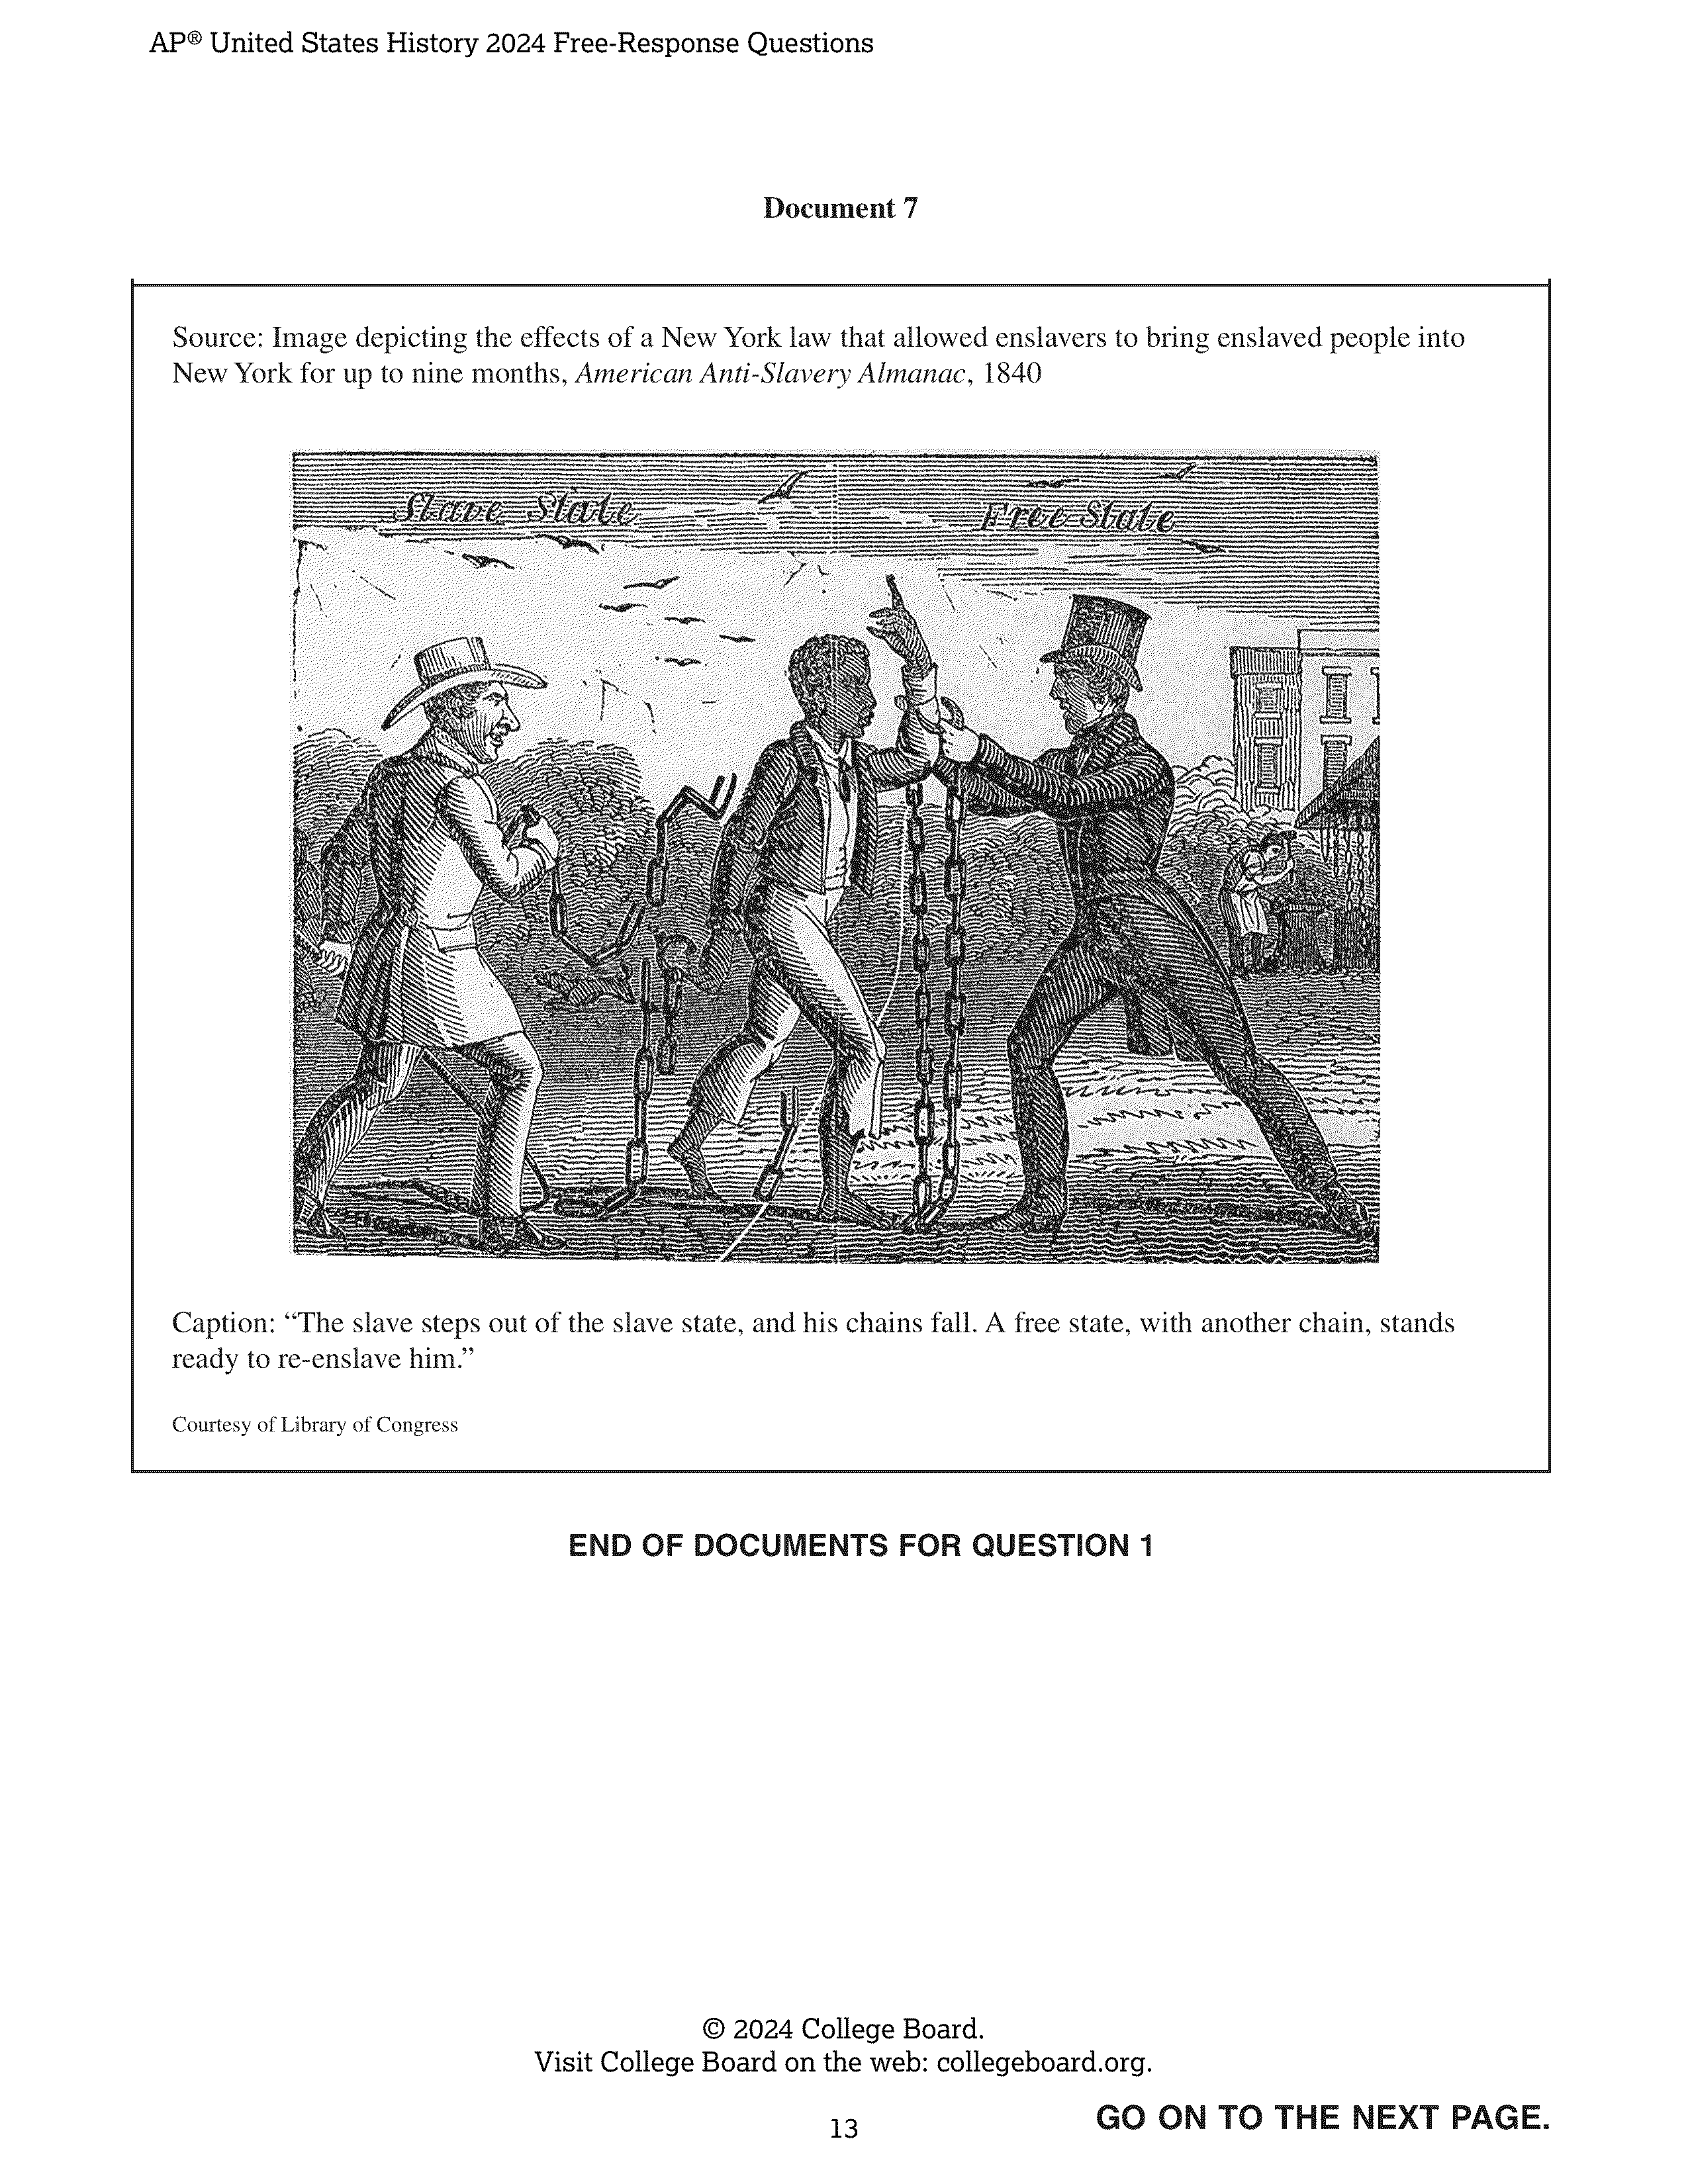 AP® United States History 2024 Free-Response Questions
Document 7
Source: Image depicting the effects of a New York law that allowed enslavers to bring enslaved people into
New York for up to nine months, American Anti-Slavery Almanac, 1840
Slave State
Free State
Caption: “The slave steps out of the slave state, and his chains fall. A free state, with another chain, stands
ready to re-enslave him.”
Courtesy of Library of Congress
END OF DOCUMENTS FOR QUESTION 1
© 2024 College Board.
Visit College Board on the web: collegeboard.org.
GO ON TO THE NEXT PAGE.
13